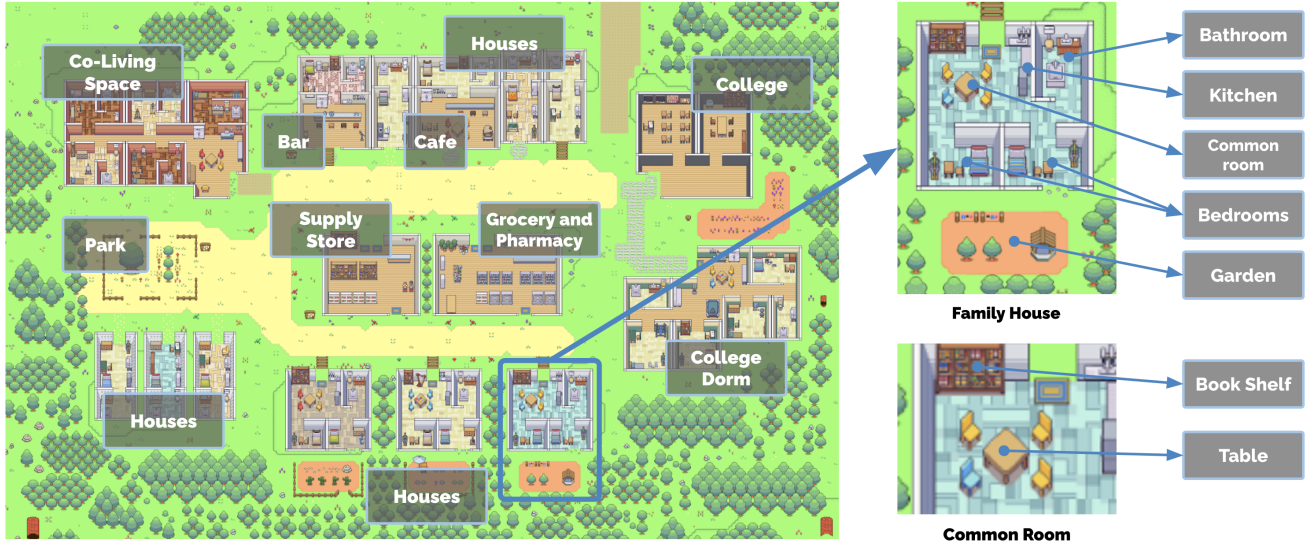 Houses
Co-Living
Space
College
Bar
Cafe
Supply
Store
Grocery and
Pharmacy
Park
College
Dorm
Houses
Houses
Bathroom
Kitchen
Common
room
Bedrooms
Garden
Family House
Book Shelf
Table
Common Room